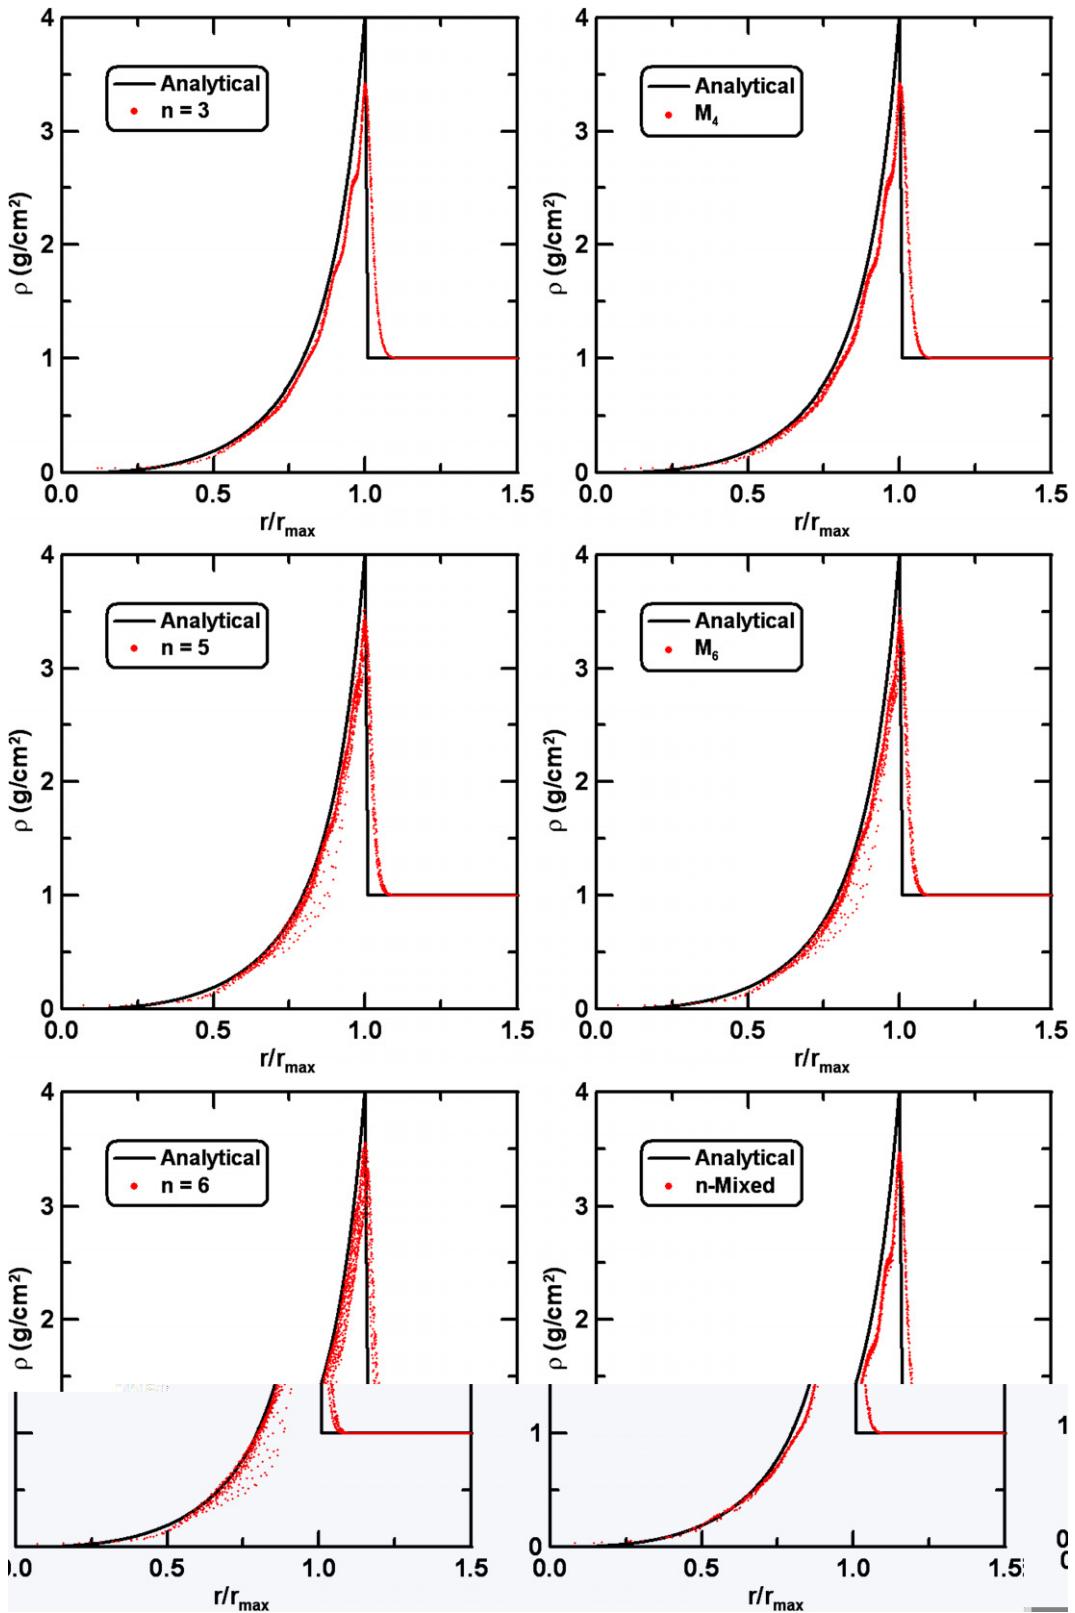 4
4
Analytical
n = 3
Analytical
M₄
3
3
ρ (g/cm²)
ρ (g/cm²)
2
2
1
1
0
0
0.0 0.5 1.0 1.5
0.0 0.5 1.0 1.5
r/rmax
r/rmax
4
4
Analytical
n = 5
Analytical
M₆
3
3
ρ (g/cm²)
ρ (g/cm²)
2
2
1
1
0
0
0.0 0.5 1.0 1.5
0.0 0.5 1.0 1.5
r/rmax
r/rmax
4
4
Analytical
n = 6
Analytical
n-Mixed
3
3
ρ (g/cm²)
ρ (g/cm²)
2
2
1
1
1
0
.0 0.5 1.0 1.5
0.0 0.5 1.0 1.5
r/rmax
r/rmax